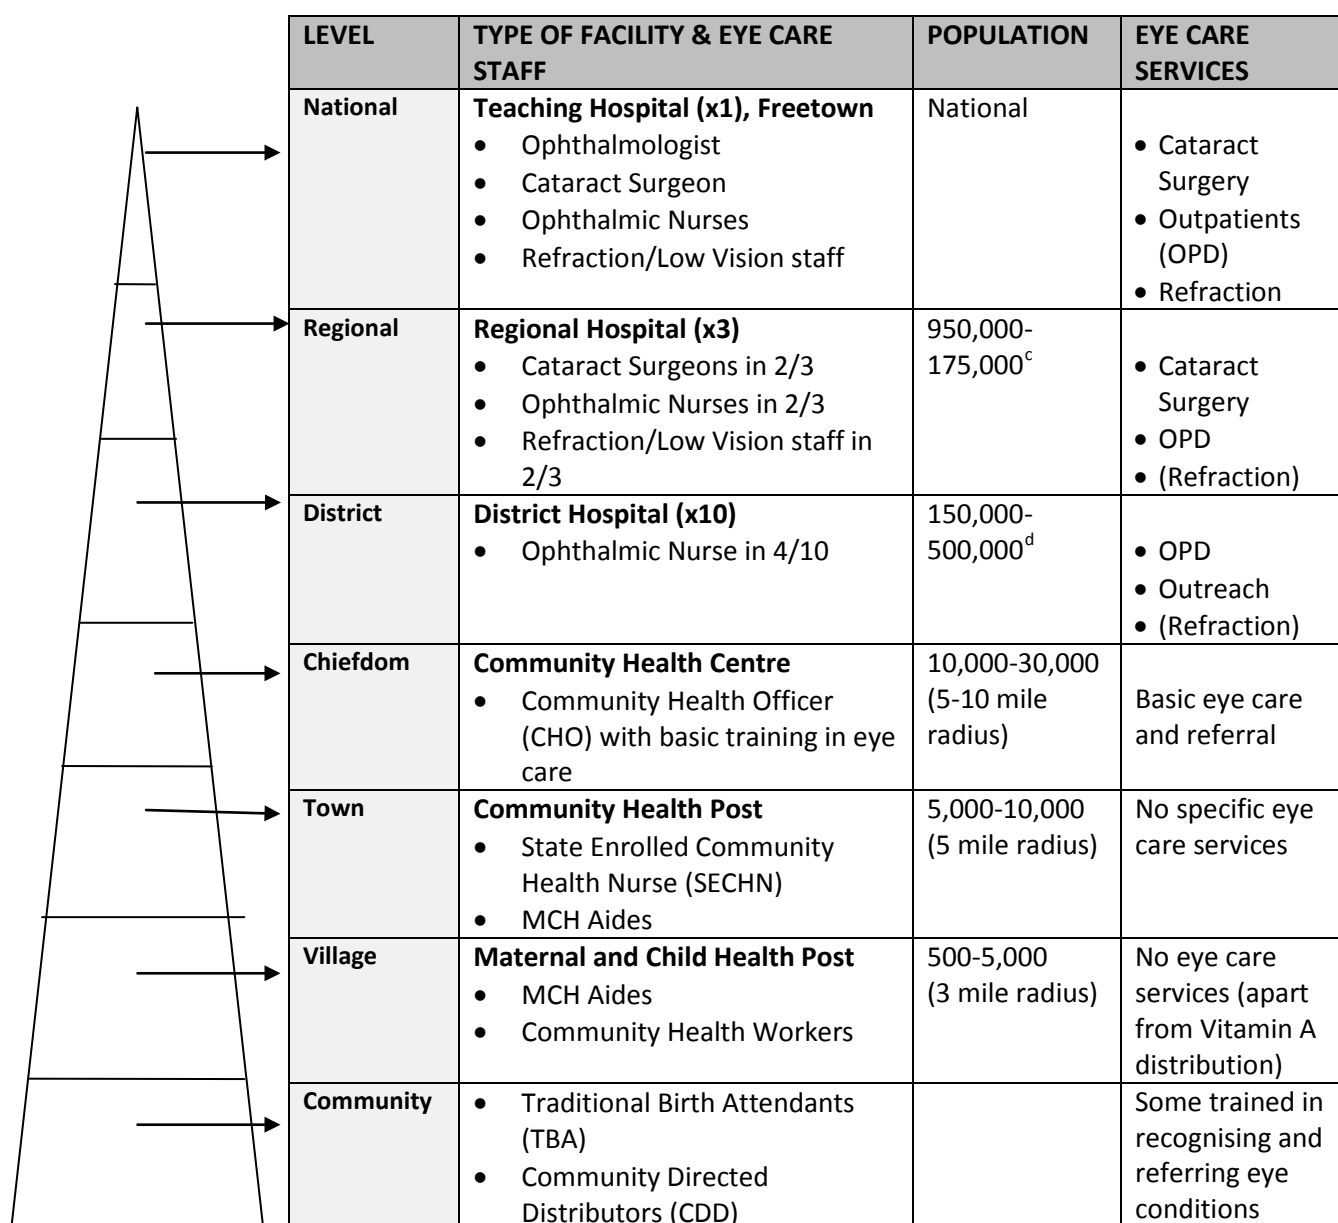 LEVEL
TYPE OF FACILITY & EYE CARE
STAFF
POPULATION
EYE CARE
SERVICES
National
Teaching Hospital (x1), Freetown
• Ophthalmologist
• Cataract Surgeon
• Ophthalmic Nurses
• Refraction/Low Vision staff
National
• Cataract
Surgery
• Outpatients
(OPD)
• Refraction
Regional
Regional Hospital (x3)
• Cataract Surgeons in 2/3
• Ophthalmic Nurses in 2/3
• Refraction/Low Vision staff in
2/3
950,000-
175,000c
• Cataract
Surgery
• OPD
• (Refraction)
District
District Hospital (x10)
• Ophthalmic Nurse in 4/10
150,000-
500,000d
• OPD
• Outreach
• (Refraction)
Chiefdom
Community Health Centre
• Community Health Officer
(CHO) with basic training in eye
care
10,000-30,000
(5-10 mile
radius)
Basic eye care
and referral
Town
Community Health Post
• State Enrolled Community
Health Nurse (SECHN)
• MCH Aides
5,000-10,000
(5 mile radius)
No specific eye
care services
Village
Maternal and Child Health Post
• MCH Aides
• Community Health Workers
500-5,000
(3 mile radius)
No eye care
services (apart
from Vitamin A
distribution)
Community
• Traditional Birth Attendants
(TBA)
• Community Directed
Distributors (CDD)
Some trained in
recognising and
referring eye
conditions